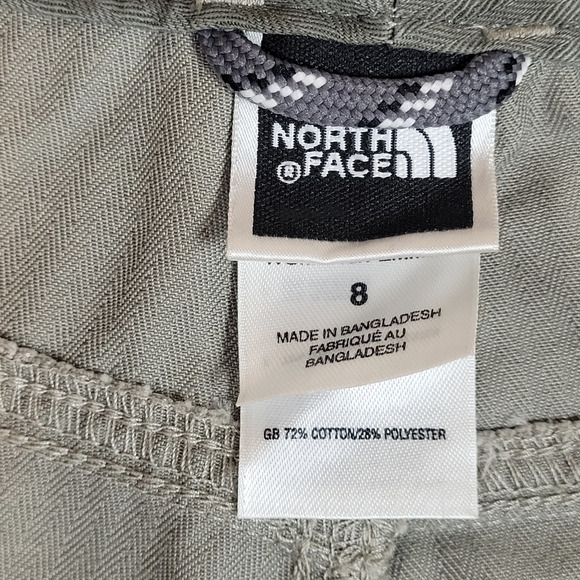 NORTH
® FACE
8
MADE IN BANGLADESH
FABRIQUÉ AU
BANGLADESH
GB 72% COTTON/28% POLYESTER